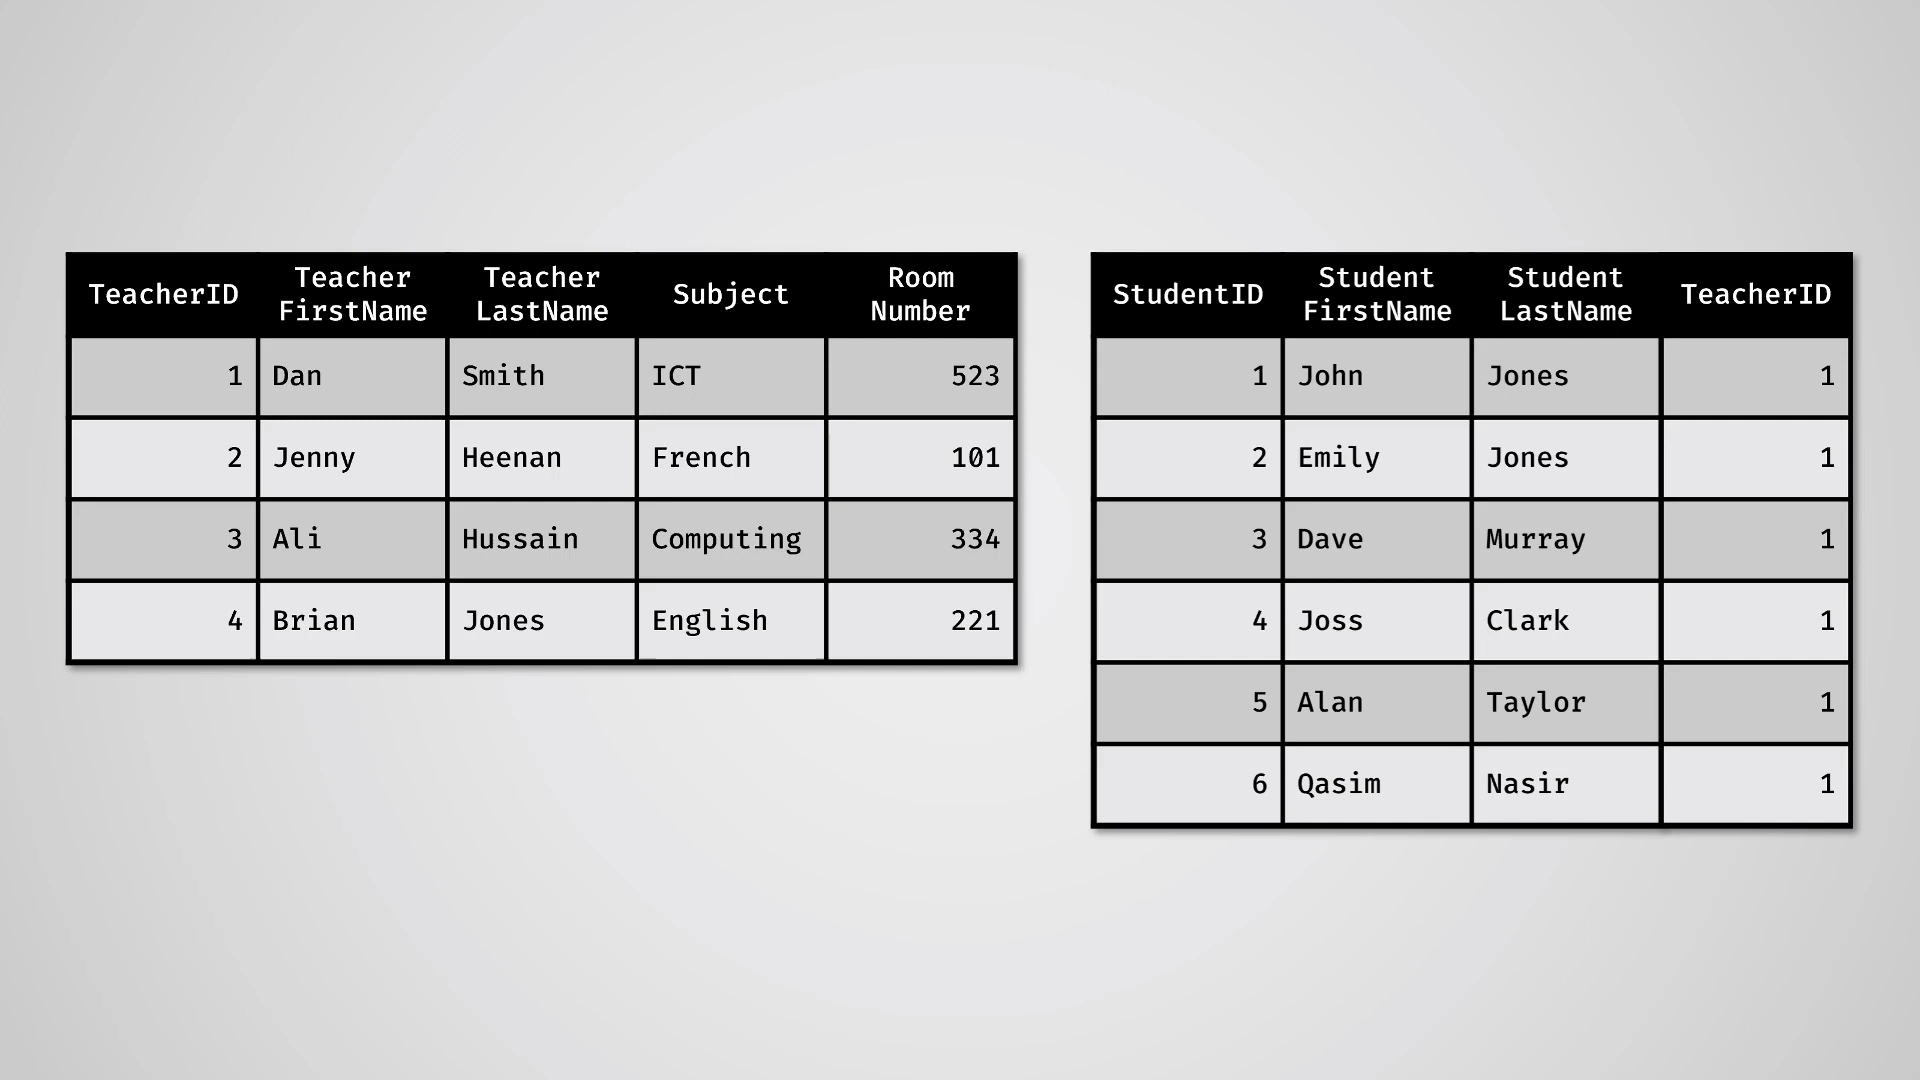 TeacherID Teacher FirstName Teacher LastName Subject Room Number
1 Dan Smith ICT 523
2 Jenny Heenan French 101
3 Ali Hussain Computing 334
4 Brian Jones English 221
StudentID Student FirstName Student LastName TeacherID
1 John Jones 1
2 Emily Jones 1
3 Dave Murray 1
4 Joss Clark 1
5 Alan Taylor 1
6 Qasim Nasir 1